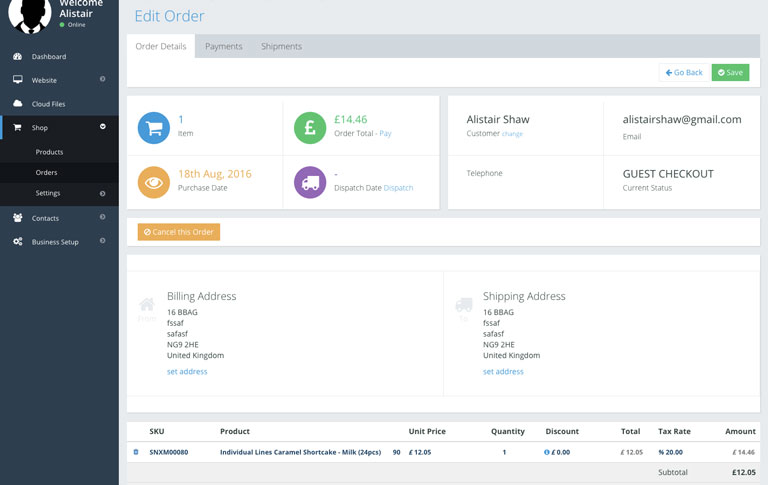 Welcome
Alistair
Online
Dashboard
Website
Cloud Files
Shop
Products
Orders
Settings
Contacts
Business Setup
Edit Order
Order Details Payments Shipments
Go Back Save
1
Item
£14.46
Order Total - Pay
18th Aug, 2016
Purchase Date
-
Dispatch Date Dispatch
Alistair Shaw
Customer change
alistairshaw@gmail.com
Email
Telephone
GUEST CHECKOUT
Current Status
Cancel this Order
From
Billing Address
16 BBAG
fssaf
safasf
NG9 2HE
United Kingdom
set address
To
Shipping Address
16 BBAG
fssaf
safasf
NG9 2HE
United Kingdom
set address
SKU Product Unit Price Quantity Discount Total Tax Rate Amount
SNXM00080 Individual Lines Caramel Shortcake - Milk (24pcs) 90 £ 12.05 1 £ 0.00 £ 12.05 % 20.00 £ 14.46
Subtotal £12.05